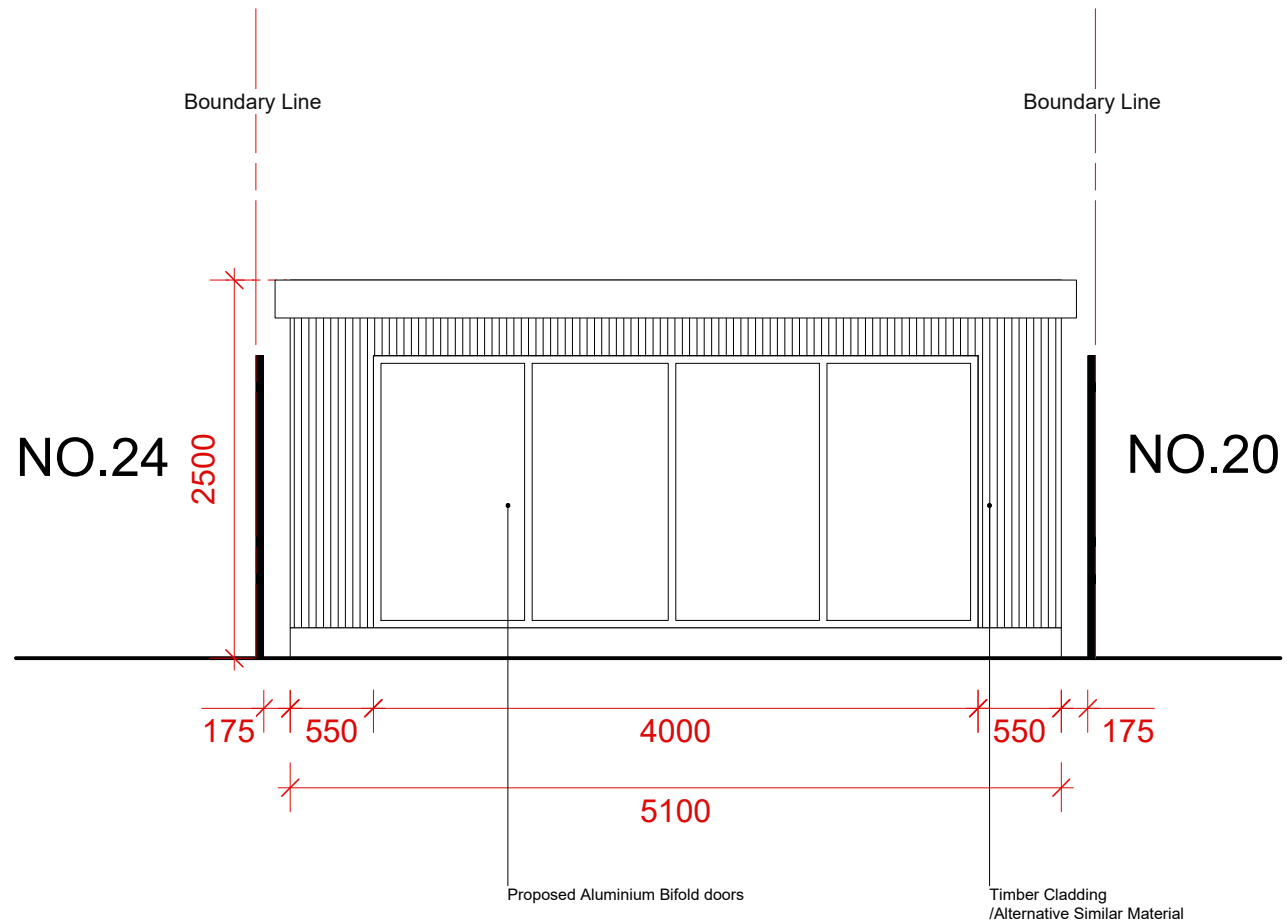 Boundary Line
Boundary Line
NO.24
2500
NO.20
175
550
4000
550
175
5100
Proposed Aluminium Bifold doors
Timber Cladding
/Alternative Similar Material